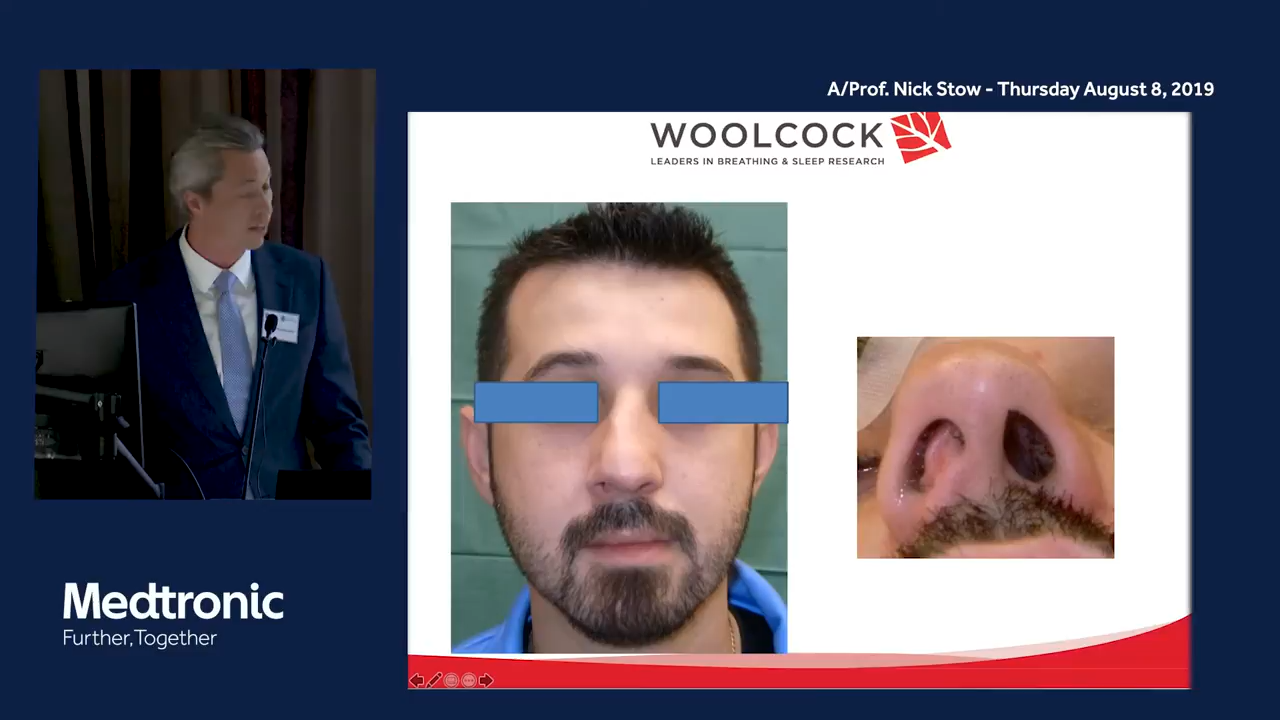 A/Prof. Nick Stow - Thursday August 8, 2019
WOOLCOCK
LEADERS IN BREATHING & SLEEP RESEARCH
Medtronic
Further,Together